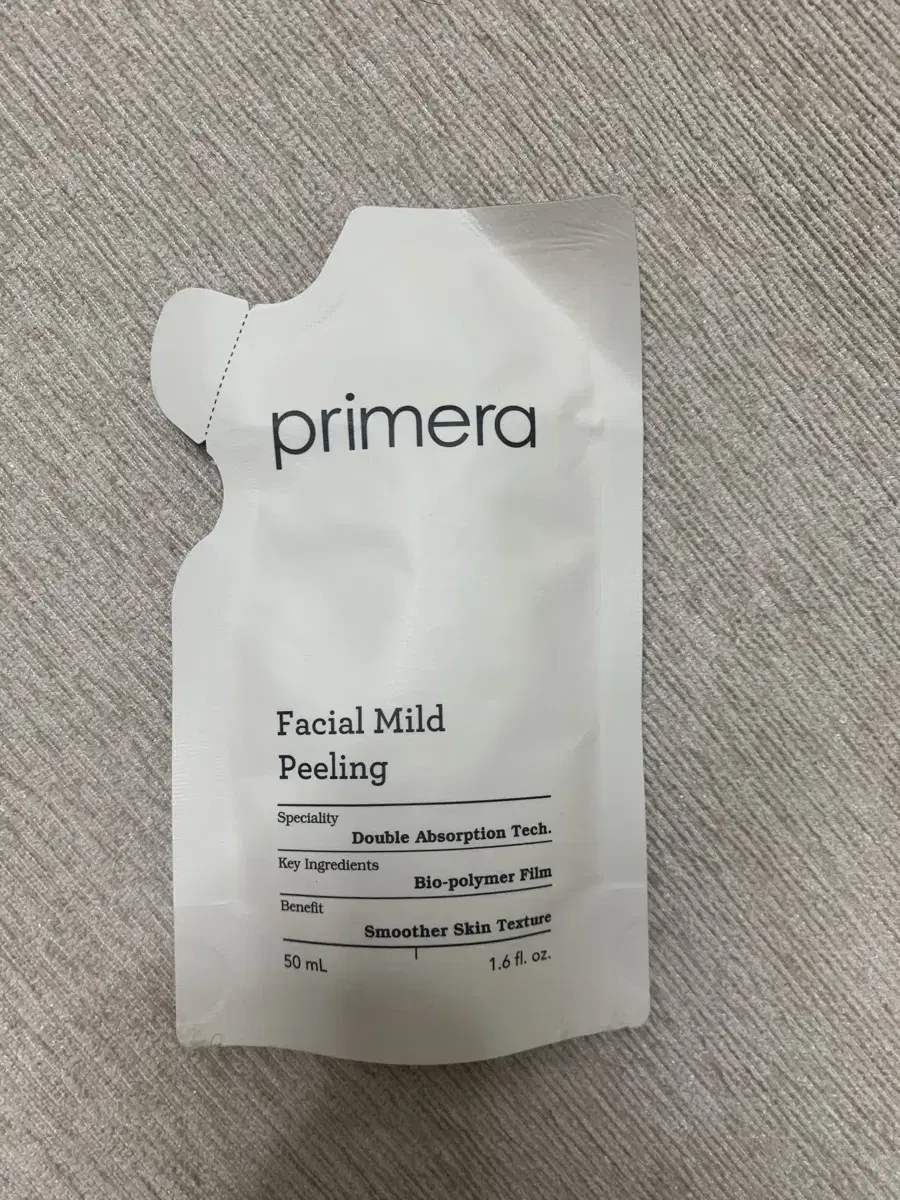 primera
Facial Mild
Peeling
Speciality
Double Absorption Tech.
Key Ingredients
Bio-polymer Film
Benefit
Smoother Skin Texture
50 mL 1.6 fl. oz.